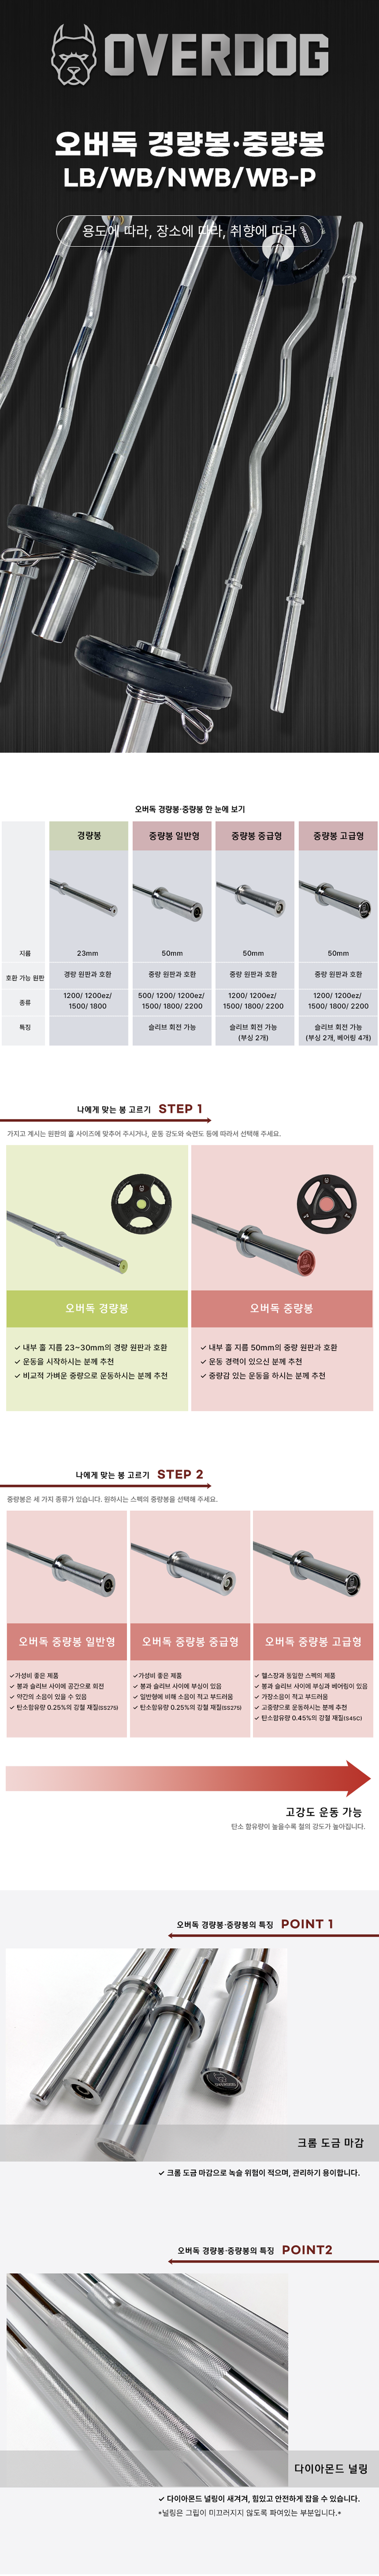 OVERDOG
오버독 경량봉·중량봉
LB/WB/NWB/WB-P
용도에 따라, 장소에 따라, 취향에 따라
오버독 경량봉·중량봉 한 눈에 보기
경량봉 중량봉 일반형 중량봉 중급형 중량봉 고급형
지름 23mm 50mm 50mm 50mm
호환 가능 원판 경량 원판과 호환 중량 원판과 호환 중량 원판과 호환 중량 원판과 호환
종류 1200/ 1200ez/ 500/ 1200/ 1200ez/ 1200/ 1200ez/ 1200/ 1200ez/
1500/ 1800 1500/ 1800/ 2200 1500/ 1800/ 2200 1500/ 1800/ 2200
특징 슬리브 회전 가능 슬리브 회전 가능 슬리브 회전 가능
(부싱 2개) (부싱 2개, 베어링 4개)
나에게 맞는 봉 고르기 STEP 1
가지고 계시는 원판의 홀 사이즈에 맞추어 주시거나, 운동 강도와 숙련도 등에 따라서 선택해 주세요.
오버독 경량봉
✓ 내부 홀 지름 23~30mm의 경량 원판과 호환
✓ 운동을 시작하시는 분께 추천
✓ 비교적 가벼운 중량으로 운동하시는 분께 추천
오버독 중량봉
✓ 내부 홀 지름 50mm의 중량 원판과 호환
✓ 운동 경력이 있으신 분께 추천
✓ 중량감 있는 운동을 하시는 분께 추천
나에게 맞는 봉 고르기 STEP 2
중량봉은 세 가지 종류가 있습니다. 원하시는 스펙의 중량봉을 선택해 주세요.
오버독 중량봉 일반형
✓가성비 좋은 제품
✓ 봉과 슬리브 사이에 공간으로 회전
✓ 약간의 소음이 있을 수 있음
✓ 탄소함유량 0.25%의 강철 재질(SS275)
오버독 중량봉 중급형
✓가성비 좋은 제품
✓ 봉과 슬리브 사이에 부싱이 있음
✓ 일반형에 비해 소음이 적고 부드러움
✓ 탄소함유량 0.25%의 강철 재질(SS275)
오버독 중량봉 고급형
✓ 헬스장과 동일한 스펙의 제품
✓ 봉과 슬리브 사이에 부싱과 베어링이 있음
✓ 가장소음이 적고 부드러움
✓ 고중량으로 운동하시는 분께 추천
✓ 탄소함유량 0.45%의 강철 재질(S45C)
고강도 운동 가능
탄소 함유량이 높을수록 철의 강도가 높아집니다.
오버독 경량봉·중량봉의 특징 POINT 1
크롬 도금 마감
✓ 크롬 도금 마감으로 녹슬 위험이 적으며, 관리하기 용이합니다.
오버독 경량봉·중량봉의 특징 POINT2
다이아몬드 널링
✓ 다이아몬드 널링이 새겨져, 힘있고 안전하게 잡을 수 있습니다.
*널링은 그립이 미끄러지지 않도록 파여있는 부분입니다.*